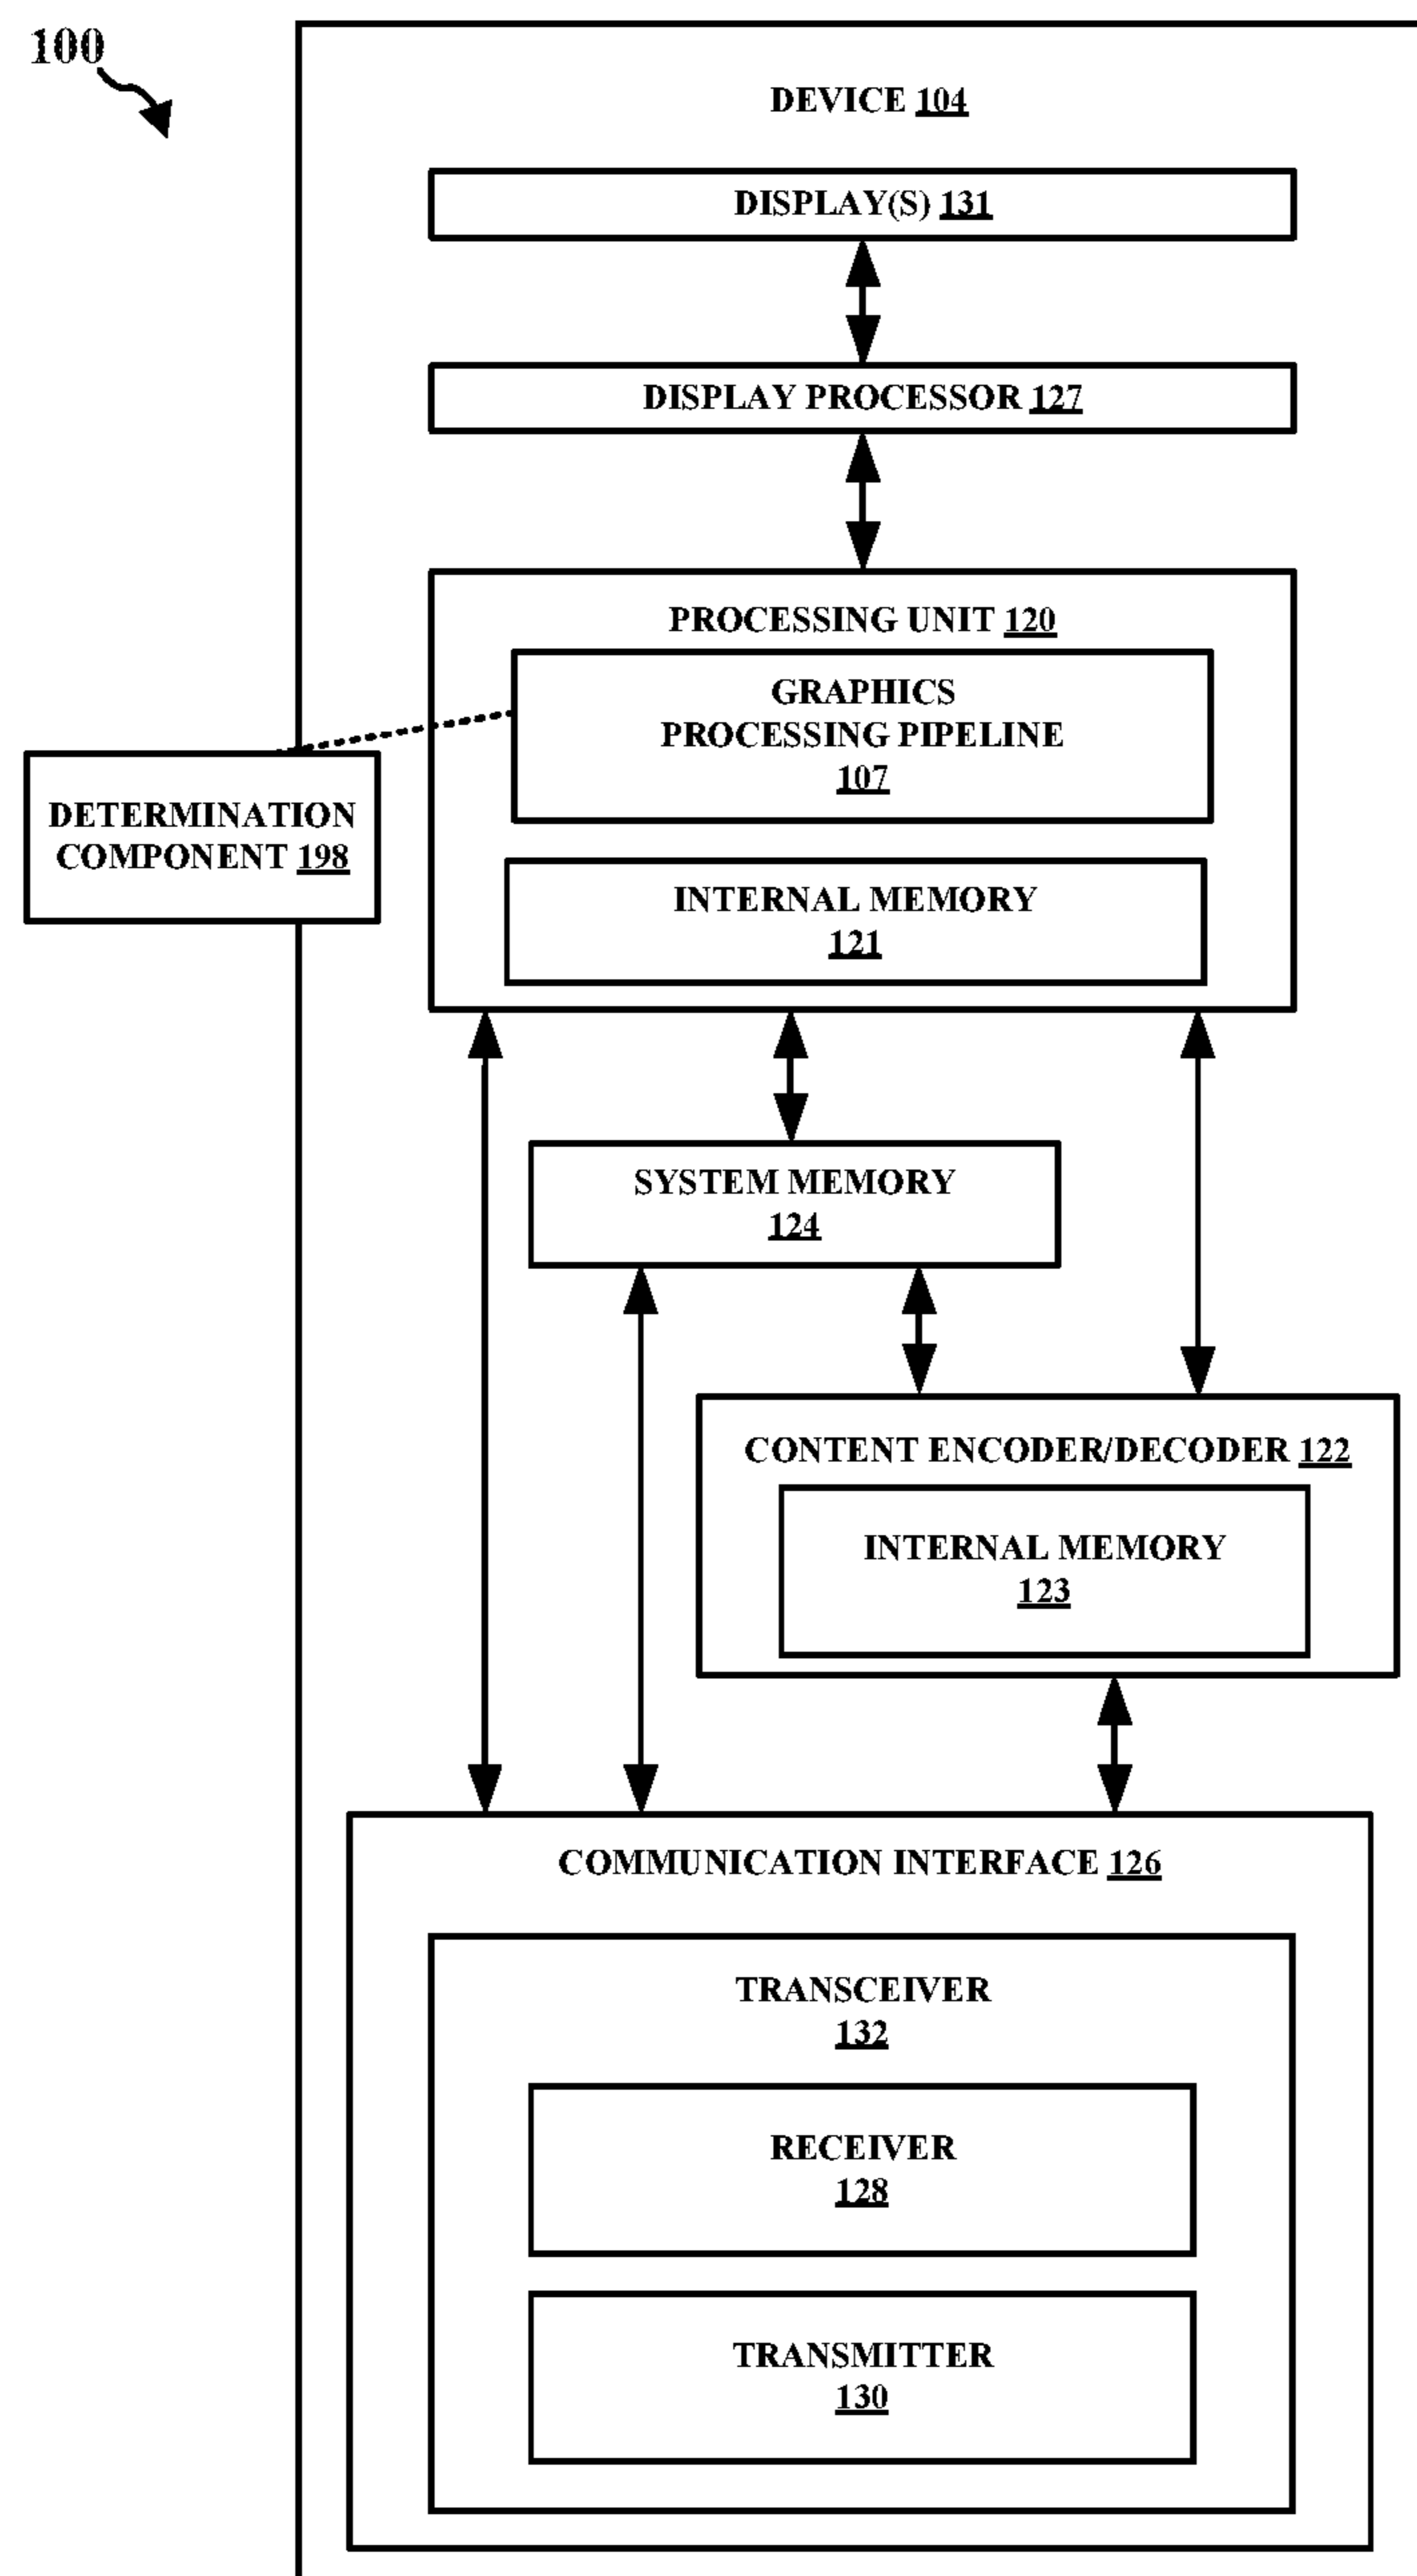 100
DEVICE 104
DISPLAY(S) 131
DISPLAY PROCESSOR 127
PROCESSING UNIT 120
GRAPHICS
PROCESSING PIPELINE
107
DETERMINATION
COMPONENT 198
INTERNAL MEMORY
121
SYSTEM MEMORY
124
CONTENT ENCODER/DECODER 122
INTERNAL MEMORY
123
COMMUNICATION INTERFACE 126
TRANSCEIVER
132
RECEIVER
128
TRANSMITTER
130